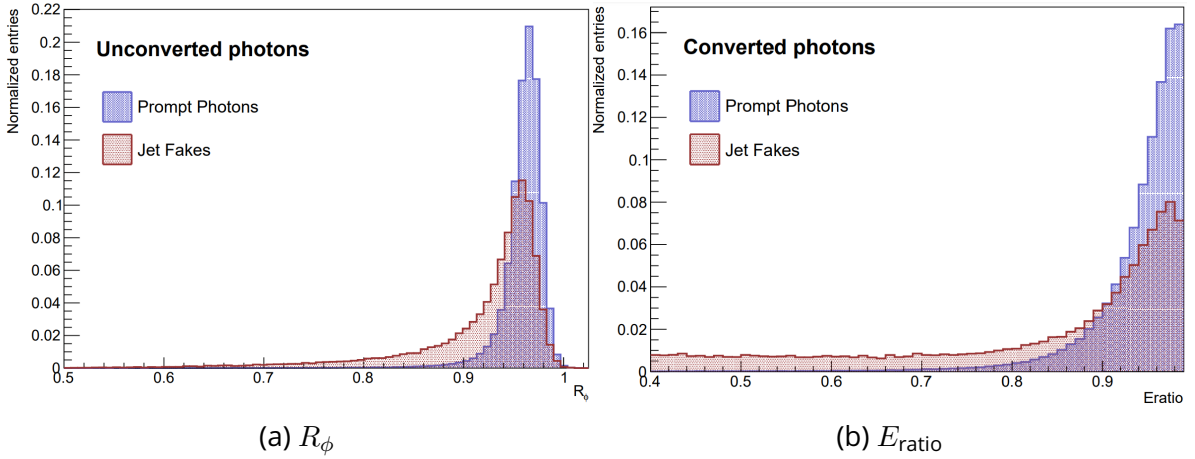 Normalized entries
0.22
0.2
0.18
0.16
0.14
0.12
0.1
0.08
0.06
0.04
0.02
0
0.5
0.6
0.7
0.8
0.9
1
R_ϕ
Unconverted photons
Prompt Photons
Jet Fakes
(a) R_ϕ
Normalized entries
0.16
0.14
0.12
0.1
0.08
0.06
0.04
0.02
0
0.4
0.5
0.6
0.7
0.8
0.9
Eratio
Converted photons
Prompt Photons
Jet Fakes
(b) E_ratio